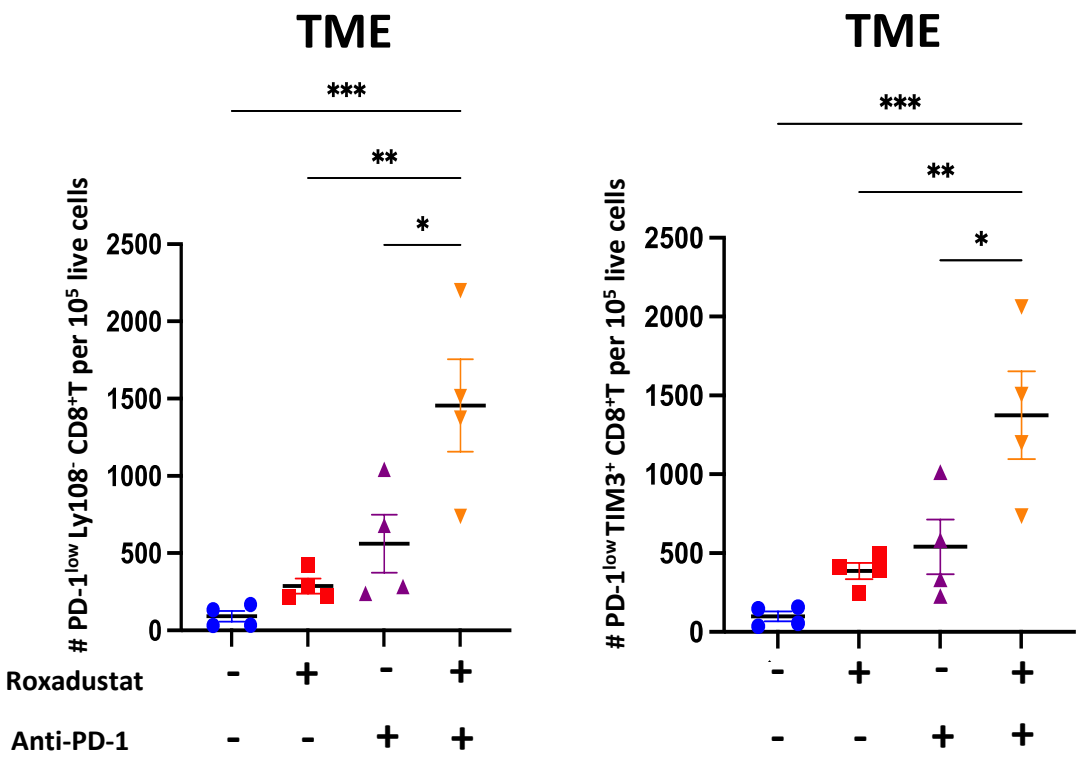 TME
***
**
*
# PD-1low Ly108- CD8+T per 105 live cells
2500
2000
1500
1000
500
0
Roxadustat - + - +
Anti-PD-1 - - + +
TME
***
**
*
# PD-1low TIM3+ CD8+T per 105 live cells
2500
2000
1500
1000
500
0
- + - +
- - + +